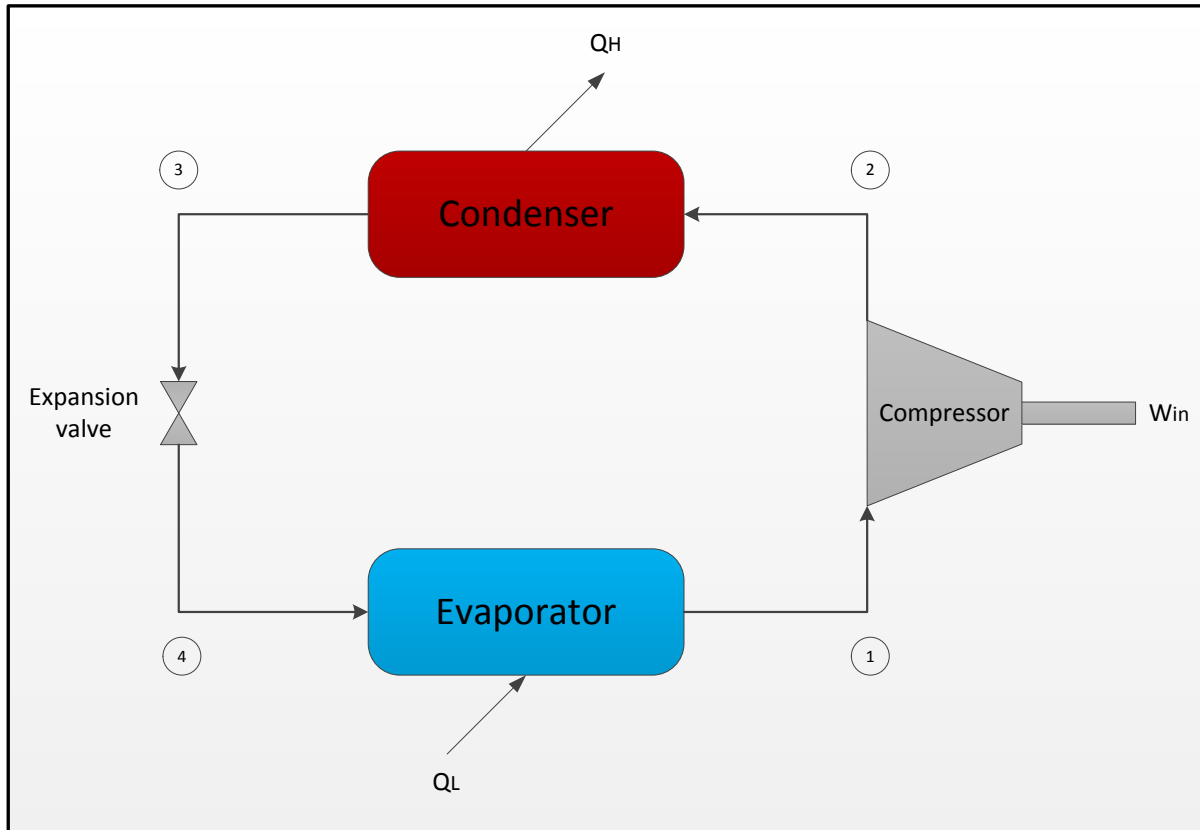 QH
3
2
Condenser
Expansion
valve
Compressor
Win
Evaporator
4
1
QL